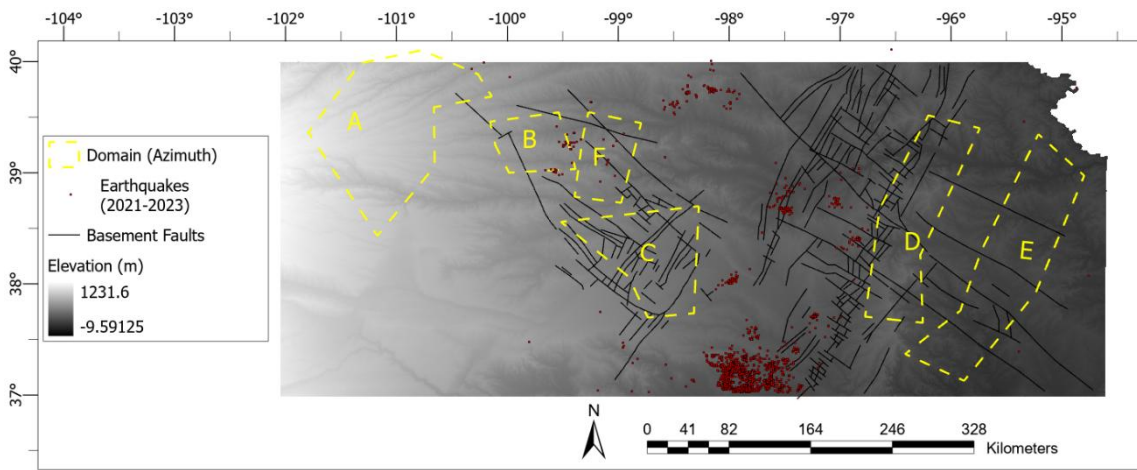 -104° -103° -102° -101° -100° -99° -98° -97° -96° -95°
40°
39°
38°
37°
Domain (Azimuth)
Earthquakes
(2021-2023)
Basement Faults
Elevation (m)
1231.6
-9.59125
A
B
F
C
D
E
N
0 41 82 164 246 328
Kilometers